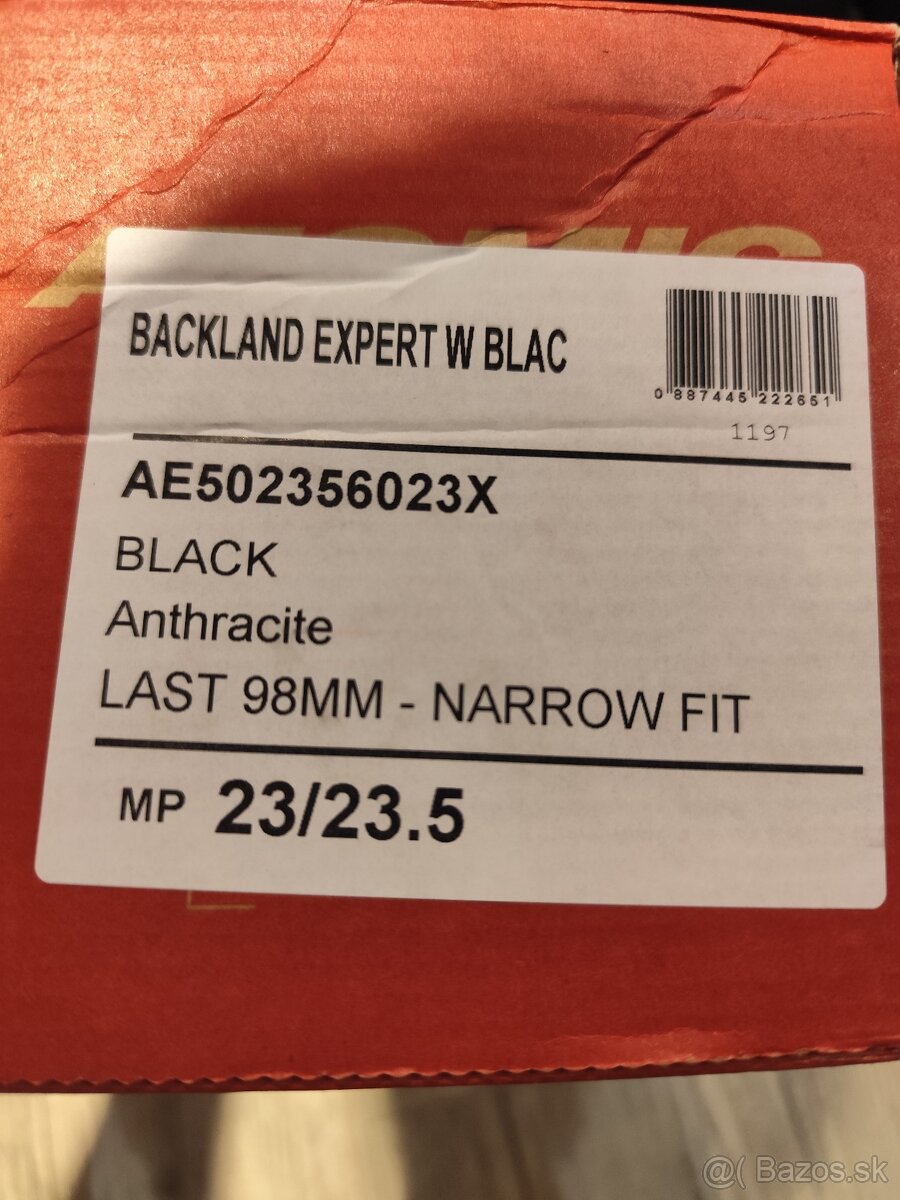 ATOMIC
BACKLAND EXPERT W BLAC
0 887445 222651
1197
AE502356023X
BLACK
Anthracite
LAST 98MM - NARROW FIT
MP 23/23.5
@( Bazos.sk